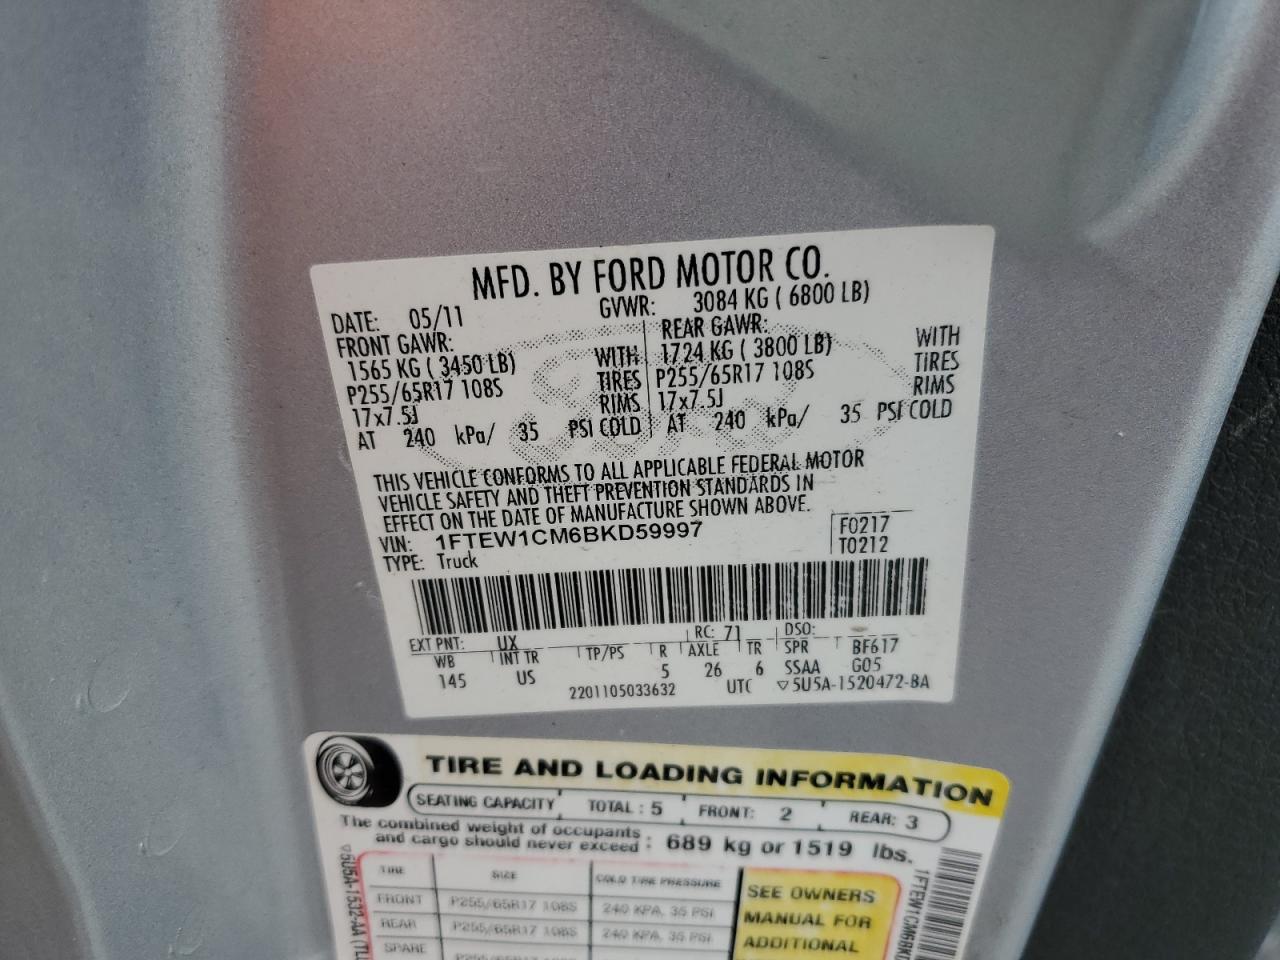 MFD. BY FORD MOTOR CO.
DATE: 05/11 GVWR: 3084 KG ( 6800 LB)
FRONT GAWR: REAR GAWR:
1565 KG ( 3450 LB) WITH 1724 KG ( 3800 LB) WITH
P255/65R17 108S TIRES P255/65R17 108S TIRES
17x7.5J RIMS 17x7.5J RIMS
AT 240 kPa/ 35 PSI COLD AT 240 kPa/ 35 PSI COLD
THIS VEHICLE CONFORMS TO ALL APPLICABLE FEDERAL MOTOR
VEHICLE SAFETY AND THEFT PREVENTION STANDARDS IN
EFFECT ON THE DATE OF MANUFACTURE SHOWN ABOVE.
VIN: 1FTEW1CM6BKD59997 F0217
TYPE: Truck T0212
EXT PNT: UX RC: 71 DSO:
WB INT TR TP/PS R AXLE TR SPR BF617
145 US 5 26 6 SSAA G05
2201105033632 UTC ▽5U5A-1520472-BA
TIRE AND LOADING INFORMATION
SEATING CAPACITY TOTAL : 5 FRONT: 2 REAR: 3
The combined weight of occupants
and cargo should never exceed : 689 kg or 1519 lbs.
TIRE SIZE COLD TIRE PRESSURE
FRONT P255/65R17 108S 240 KPA, 35 PSI
REAR P255/65R17 108S 240 KPA, 35 PSI
SPARE P255/65R17 108S
SEE OWNERS
MANUAL FOR
ADDITIONAL
▽5U5A-1532-AA (TL
1FTEW1CM6BKD